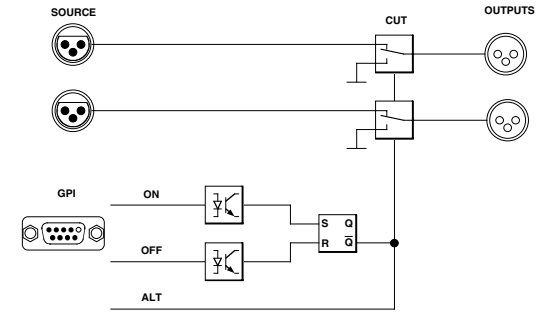 SOURCE
CUT
OUTPUTS
GPI
ON
S Q
R Q̅
OFF
ALT